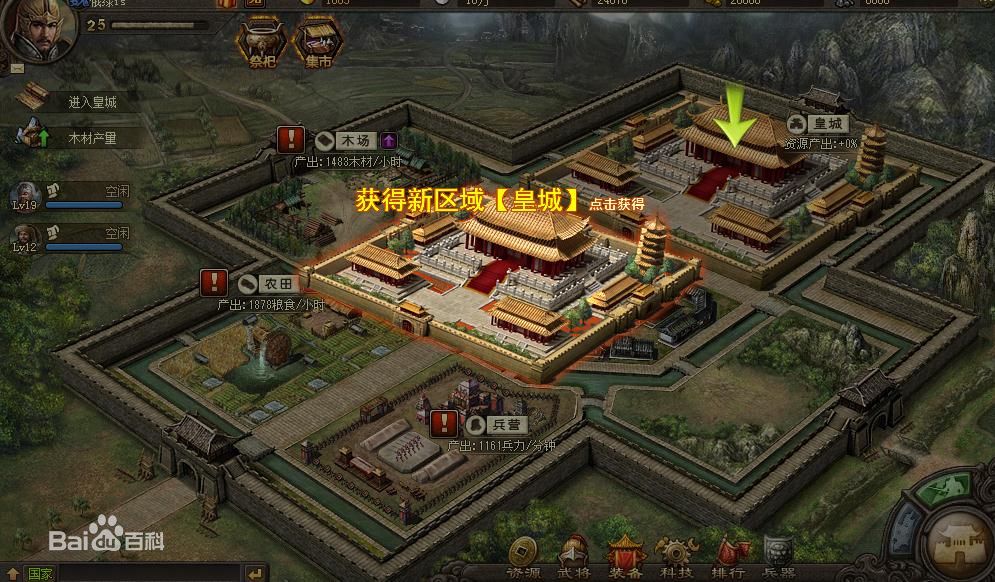 25
祭祀
集市
进入皇城
木材产量
空闲
Lv19
空闲
Lv12
木场
产出:1483木材/小时
皇城
资源产出:+0%
获得新区域【皇城】点击获得
农田
产出:1878粮食/小时
兵营
产出:1161兵力/分钟
Bai百科
资源 武将 装备 科技 排行 兵器
国家